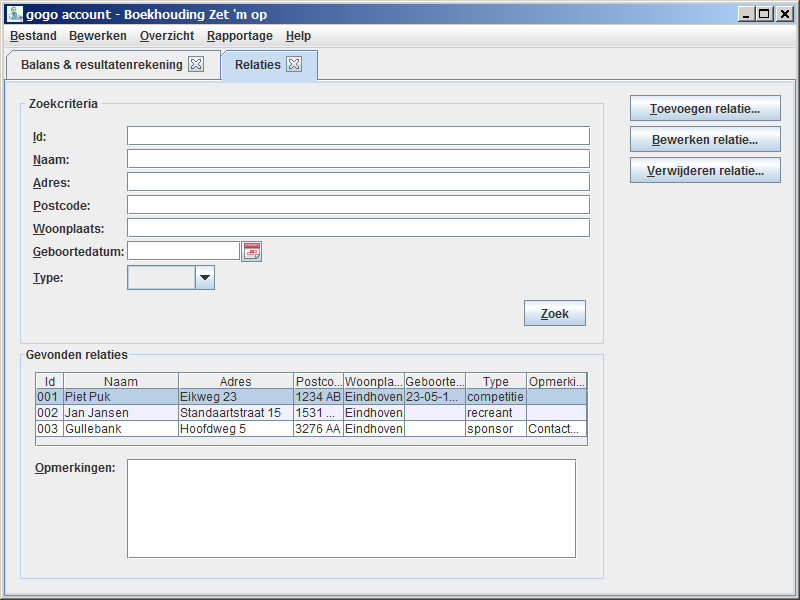 gogo account - Boekhouding Zet 'm op
Bestand Bewerken Overzicht Rapportage Help
Balans & resultatenrekening Relaties
Zoekcriteria
Toevoegen relatie...
Id:
Bewerken relatie...
Naam:
Verwijderen relatie...
Adres:
Postcode:
Woonplaats:
Geboortedatum:
Type:
Zoek
Gevonden relaties
Id Naam Adres Postco... Woonpla... Geboorte... Type Opmerki...
001 Piet Puk Eikweg 23 1234 AB Eindhoven 23-05-1... competitie
002 Jan Jansen Standaartstraat 15 1531 ... Eindhoven recreant
003 Gullebank Hoofdweg 5 3276 AA Eindhoven sponsor Contact...
Opmerkingen: